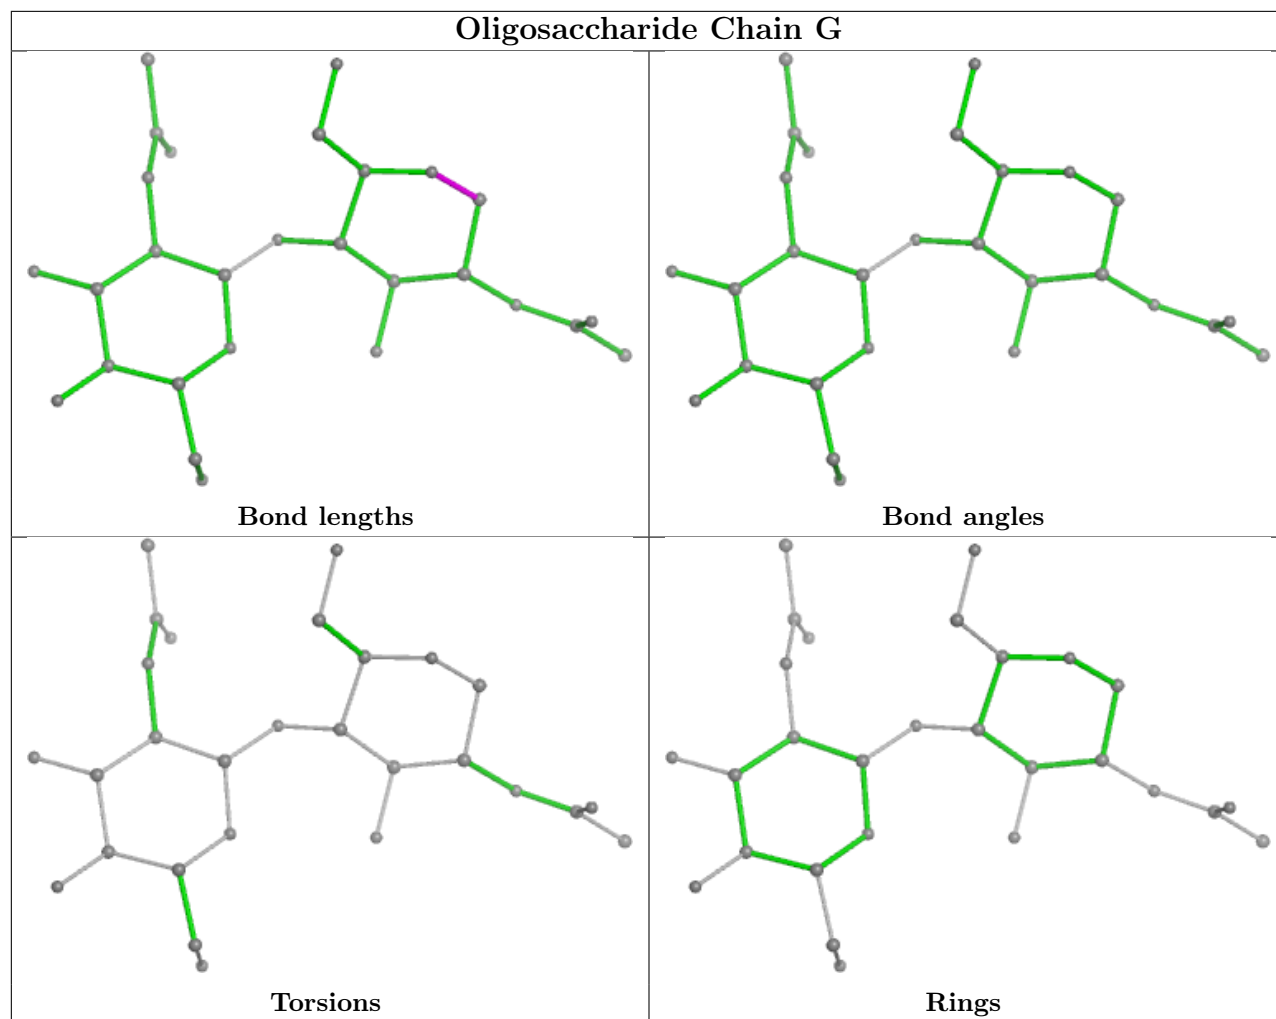 Oligosaccharide Chain G
Bond lengths
Bond angles
Torsions
Rings